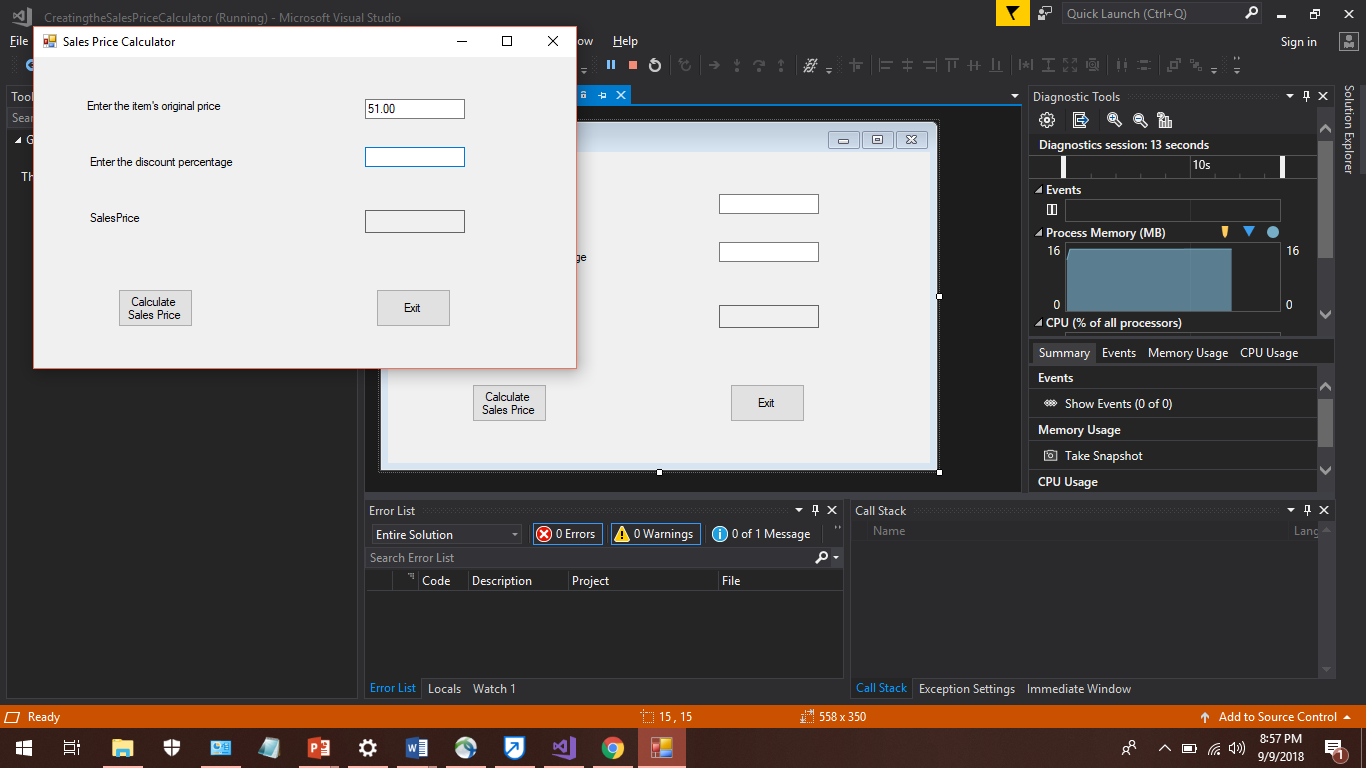 CreatingtheSalesPriceCalculator (Running) - Microsoft Visual Studio
Quick Launch (Ctrl+Q)
File
Help
Sign in
Sales Price Calculator
Enter the item's original price
51.00
Enter the discount percentage
SalesPrice
Calculate
Sales Price
Exit
Calculate
Sales Price
Exit
Diagnostic Tools
Diagnostics session: 13 seconds
10s
Events
Process Memory (MB)
16
16
0
0
CPU (% of all processors)
Summary
Events
Memory Usage
CPU Usage
Events
Show Events (0 of 0)
Memory Usage
Take Snapshot
CPU Usage
Solution Explorer
Error List
Entire Solution
0 Errors
0 Warnings
0 of 1 Message
Search Error List
Code
Description
Project
File
Error List
Locals
Watch 1
Call Stack
Name
Lang
Call Stack
Exception Settings
Immediate Window
Ready
15 , 15
558 x 350
Add to Source Control
8:57 PM
9/9/2018
1